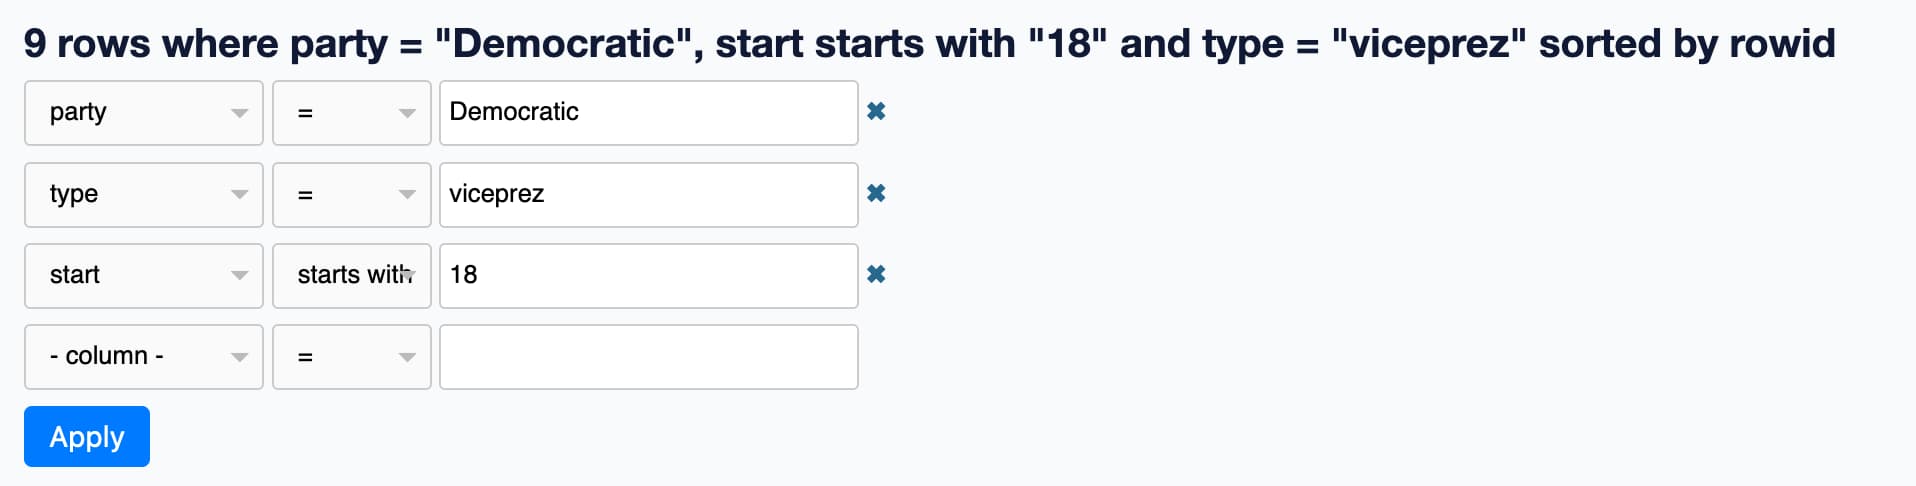 9 rows where party = "Democratic", start starts with "18" and type = "viceprez" sorted by rowid
party = Democratic ✖
type = viceprez ✖
start starts with 18 ✖
- column - =
Apply